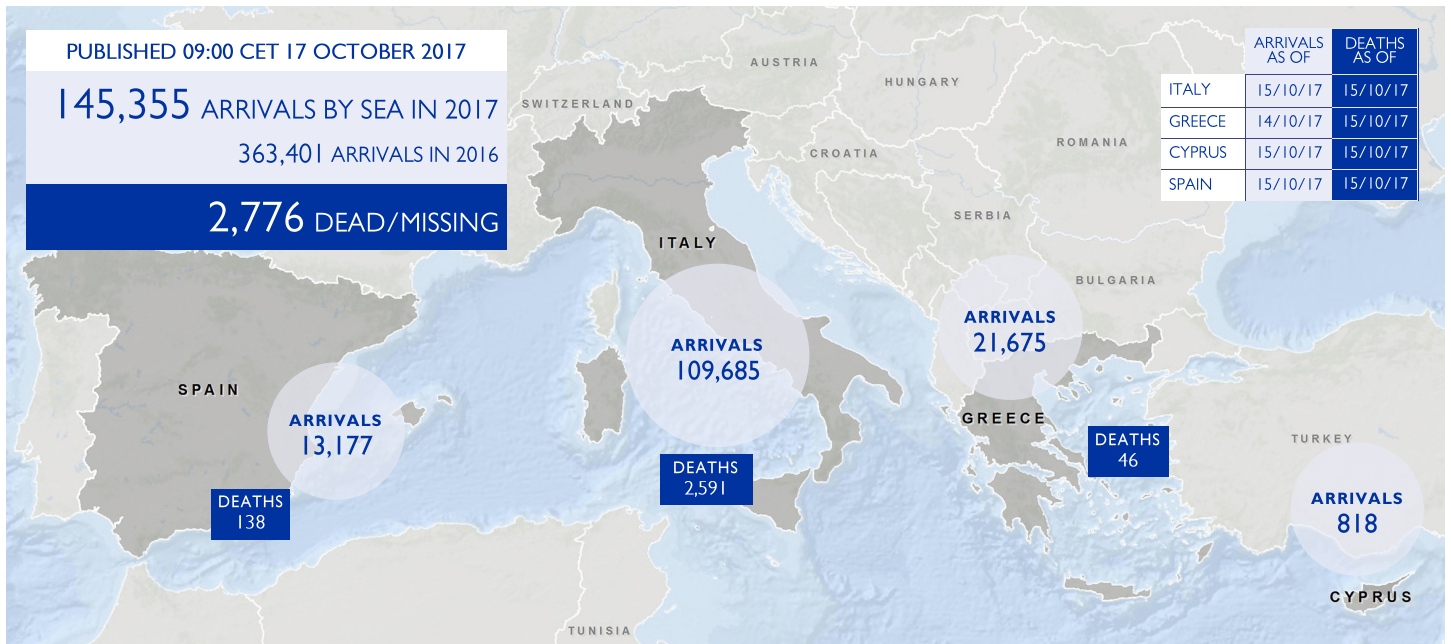 PUBLISHED 09:00 CET 17 OCTOBER 2017
145,355 ARRIVALS BY SEA IN 2017
363,401 ARRIVALS IN 2016
2,776 DEAD/MISSING
ARRIVALS AS OF
DEATHS AS OF
ITALY 15/10/17 15/10/17
GREECE 14/10/17 15/10/17
CYPRUS 15/10/17 15/10/17
SPAIN 15/10/17 15/10/17
AUSTRIA
HUNGARY
SWITZERLAND
ROMANIA
CROATIA
SERBIA
ITALY
BULGARIA
ARRIVALS
21,675
ARRIVALS
109,685
SPAIN
ARRIVALS
13,177
GREECE
DEATHS
46
TURKEY
DEATHS
2,591
DEATHS
138
ARRIVALS
818
CYPRUS
TUNISIA